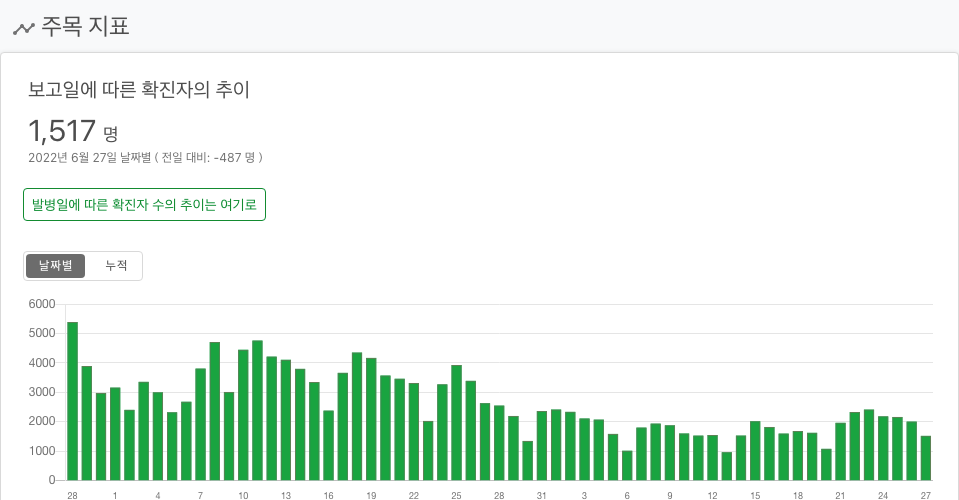 주목 지표
보고일에 따른 확진자의 추이
1,517 명
2022년 6월 27일 날짜별 ( 전일 대비: -487 명 )
발병일에 따른 확진자 수의 추이는 여기로
날짜별 누적
6000
5000
4000
3000
2000
1000
0
28 1 4 7 10 13 16 19 22 25 28 31 3 6 9 12 15 18 21 24 27